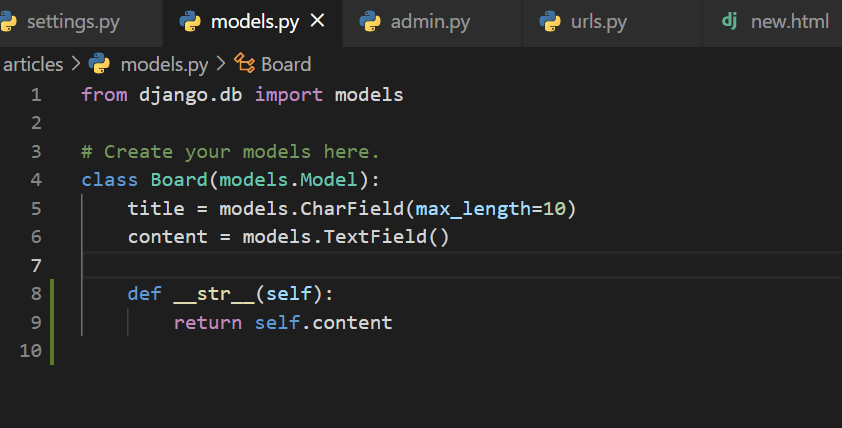 settings.py models.py admin.py urls.py dj new.html
articles > models.py > Board
1 from django.db import models
2
3 # Create your models here.
4 class Board(models.Model):
5     title = models.CharField(max_length=10)
6     content = models.TextField()
7
8     def __str__(self):
9         return self.content
10